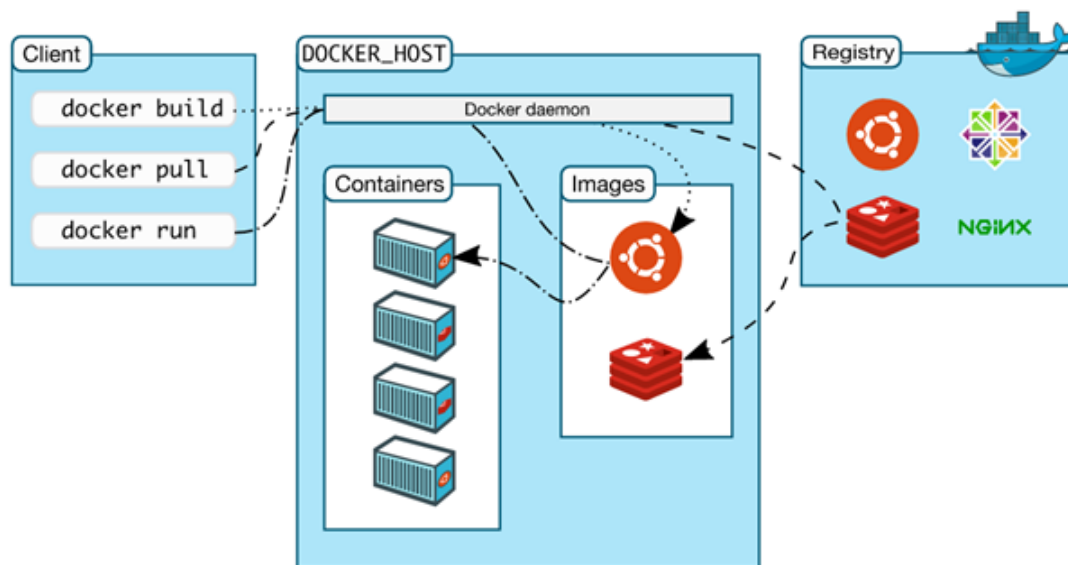 Client
docker build
docker pull
docker run
DOCKER_HOST
Docker daemon
Containers
Images
Registry
NGINX